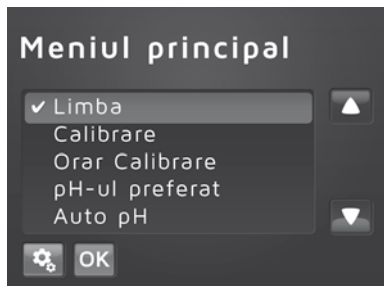 Meniul principal
Limba
Calibrare
Orar Calibrare
pH-ul preferat
Auto pH
OK